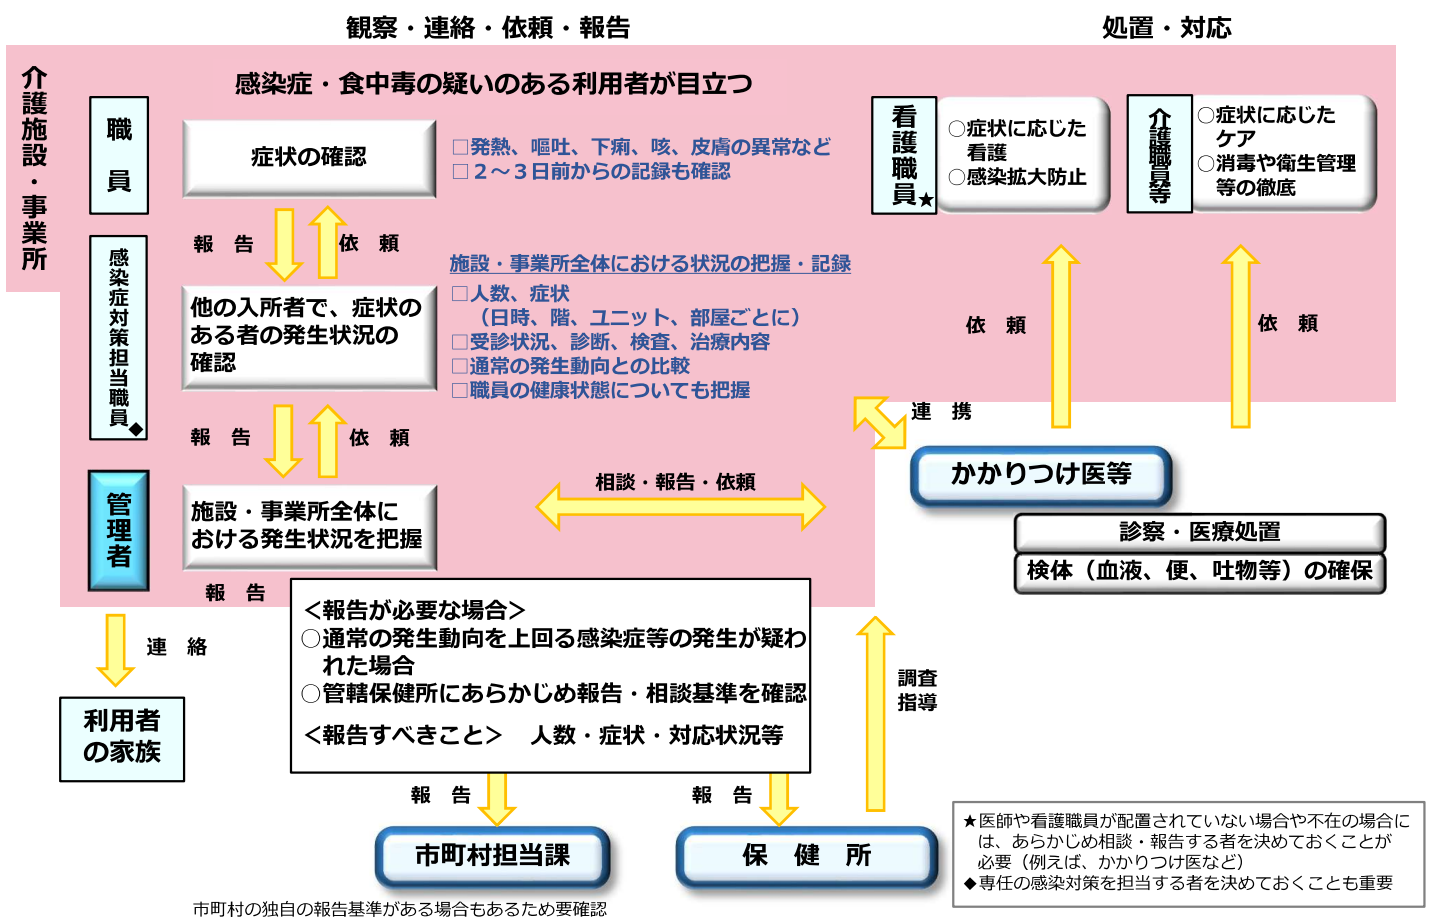 観察・連絡・依頼・報告
処置・対応
介護施設・事業所
感染症・食中毒の疑いのある利用者が目立つ
職員
症状の確認
□発熱、嘔吐、下痢、咳、皮膚の異常など
□２～３日前からの記録も確認
看護職員★
○症状に応じた
看護
○感染拡大防止
介護職員等
○症状に応じた
ケア
○消毒や衛生管理
等の徹底
報　告
依　頼
感染症対策担当職員◆
他の入所者で、症状の
ある者の発生状況の
確認
施設・事業所全体における状況の把握・記録
□人数、症状
（日時、階、ユニット、部屋ごとに）
□受診状況、診断、検査、治療内容
□通常の発生動向との比較
□職員の健康状態についても把握
依　頼
依　頼
報　告
依　頼
連　携
管理者
施設・事業所全体に
おける発生状況を把握
相談・報告・依頼
かかりつけ医等
診察・医療処置
検体（血液、便、吐物等）の確保
報　告
＜報告が必要な場合＞
○通常の発生動向を上回る感染症等の発生が疑わ
れた場合
○管轄保健所にあらかじめ報告・相談基準を確認
＜報告すべきこと＞　人数・症状・対応状況等
連　絡
利用者
の家族
調査
指導
報　告
報　告
市町村担当課
保　健　所
市町村の独自の報告基準がある場合もあるため要確認
★医師や看護職員が配置されていない場合や不在の場合に
は、あらかじめ相談・報告する者を決めておくことが
必要（例えば、かかりつけ医など）
◆専任の感染対策を担当する者を決めておくことも重要